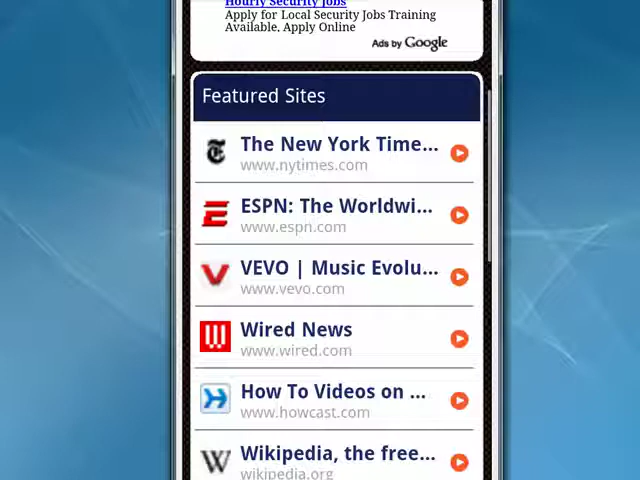 Hourly Security Jobs
Apply for Local Security Jobs Training
Available, Apply Online
Ads by Google
Featured Sites
The New York Time...
www.nytimes.com
ESPN: The Worldwi...
www.espn.com
VEVO | Music Evolu...
www.vevo.com
Wired News
www.wired.com
How To Videos on ...
www.howcast.com
Wikipedia, the free...
wikipedia.org